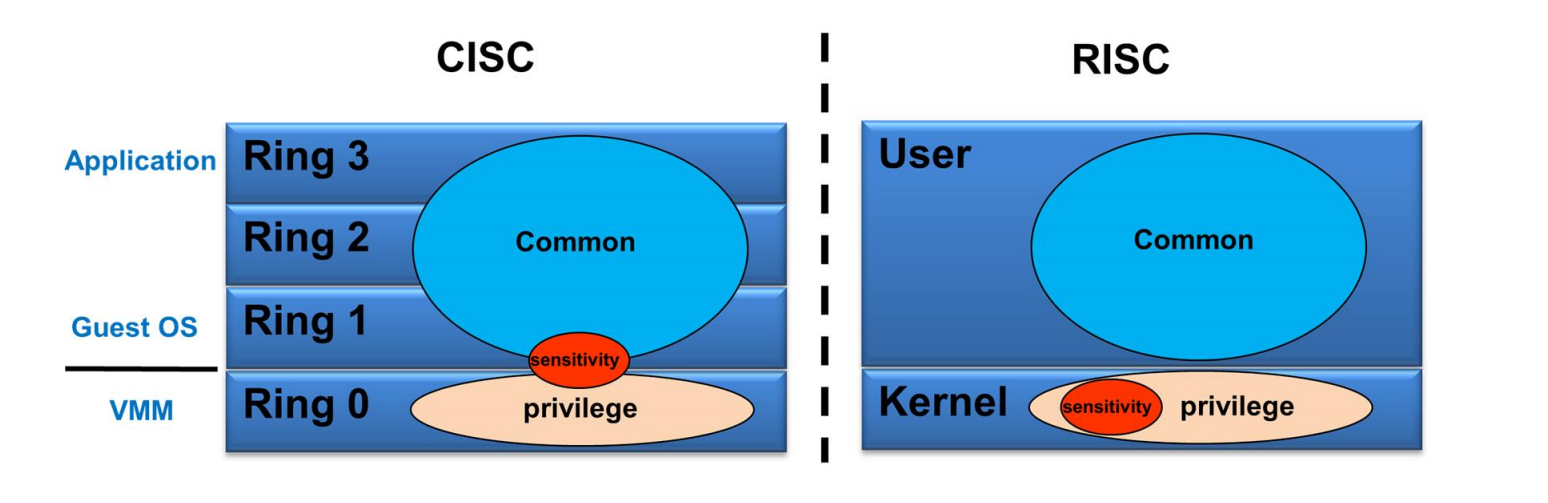 CISC
RISC
Application
Ring 3
Ring 2
Common
Guest OS
Ring 1
sensitivity
VMM
Ring 0
privilege
User
Common
Kernel
sensitivity
privilege